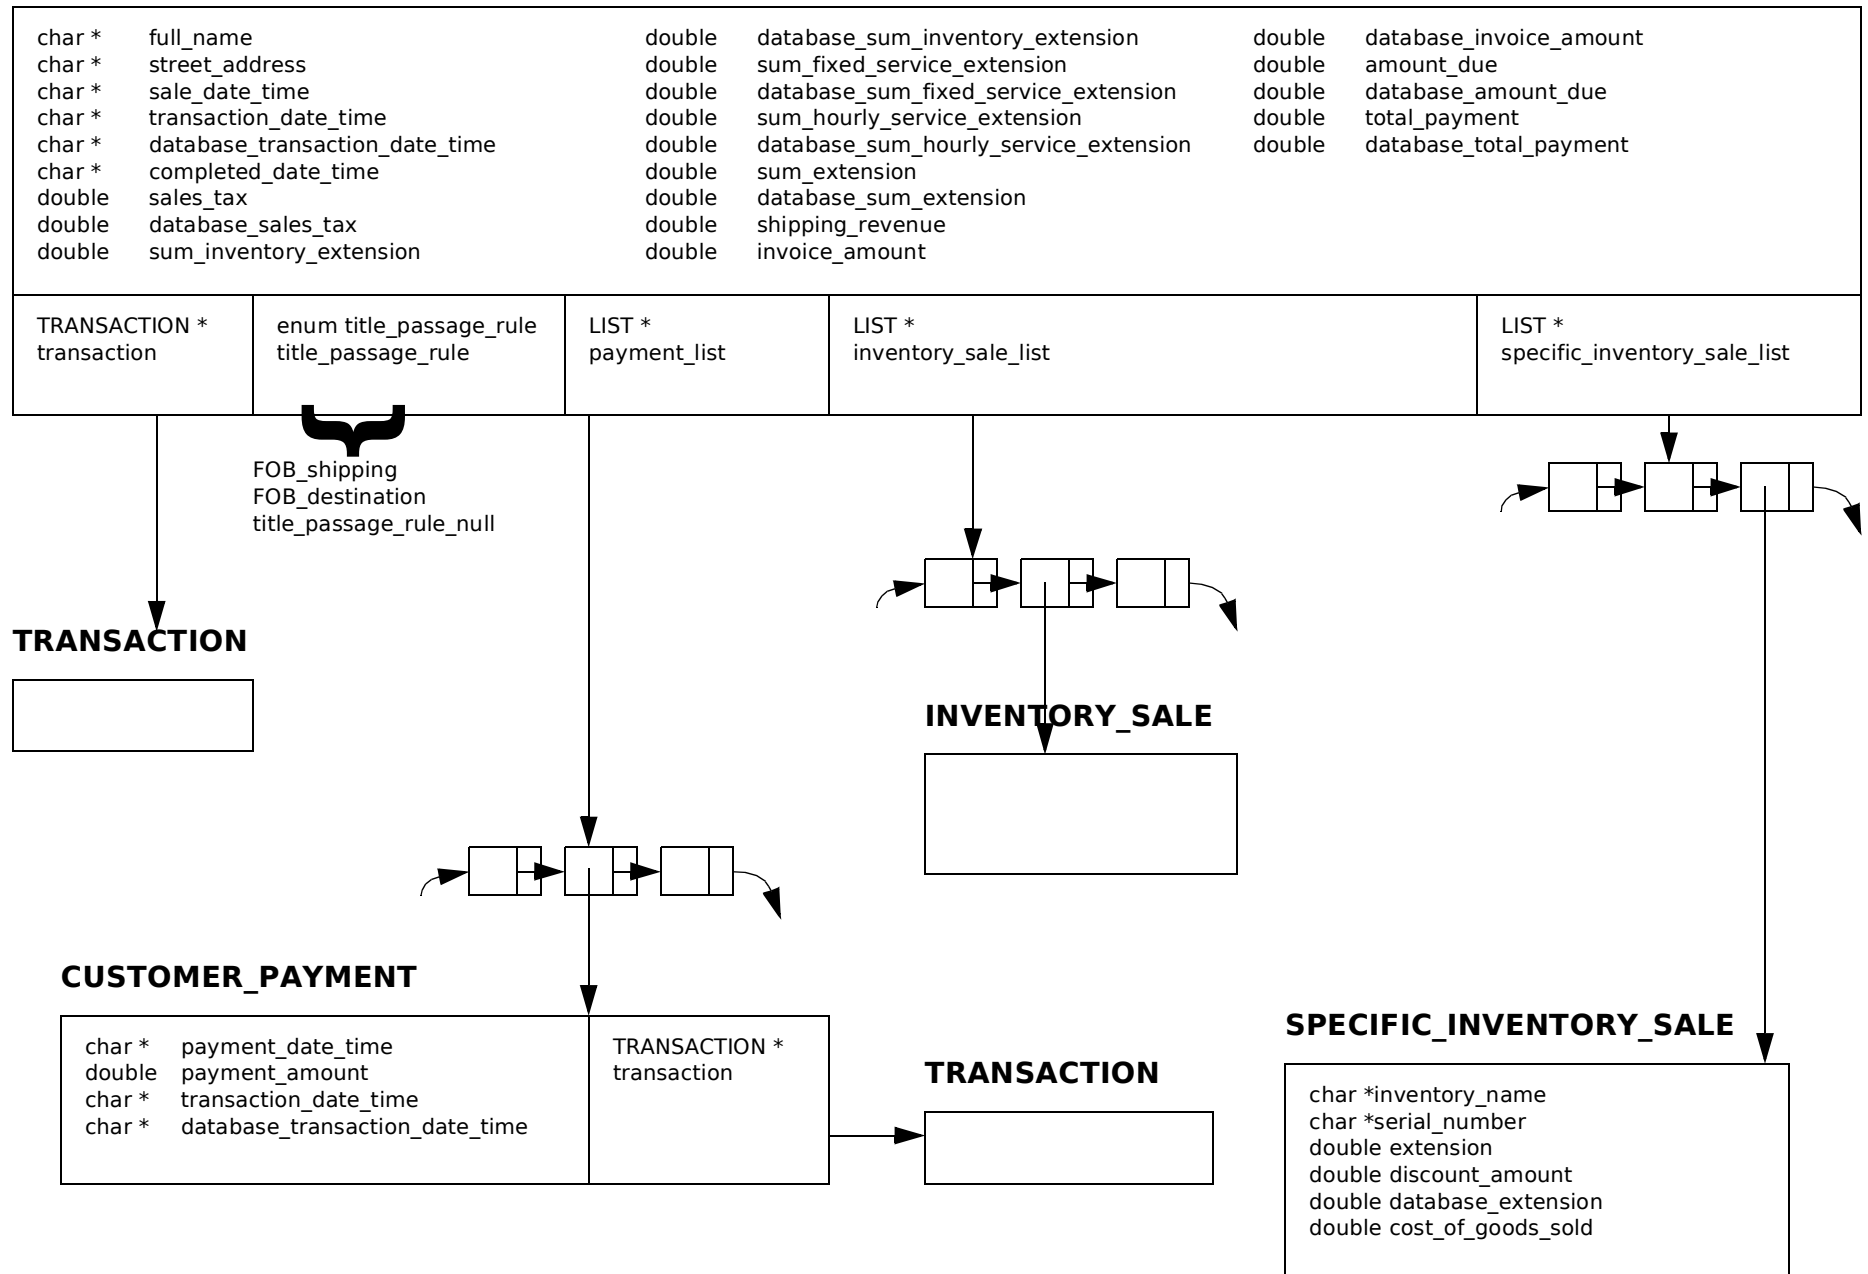 char * full_name
char * street_address
char * sale_date_time
char * transaction_date_time
char * database_transaction_date_time
char * completed_date_time
double sales_tax
double database_sales_tax
double sum_inventory_extension
double database_sum_inventory_extension
double sum_fixed_service_extension
double database_sum_fixed_service_extension
double sum_hourly_service_extension
double database_sum_hourly_service_extension
double sum_extension
double database_sum_extension
double shipping_revenue
double invoice_amount
double database_invoice_amount
double amount_due
double database_amount_due
double total_payment
double database_total_payment
TRANSACTION *
transaction
enum title_passage_rule
title_passage_rule
LIST *
payment_list
LIST *
inventory_sale_list
LIST *
specific_inventory_sale_list
FOB_shipping
FOB_destination
title_passage_rule_null
TRANSACTION
INVENTORY_SALE
CUSTOMER_PAYMENT
char * payment_date_time
double payment_amount
char * transaction_date_time
char * database_transaction_date_time
TRANSACTION *
transaction
TRANSACTION
SPECIFIC_INVENTORY_SALE
char *inventory_name
char *serial_number
double extension
double discount_amount
double database_extension
double cost_of_goods_sold